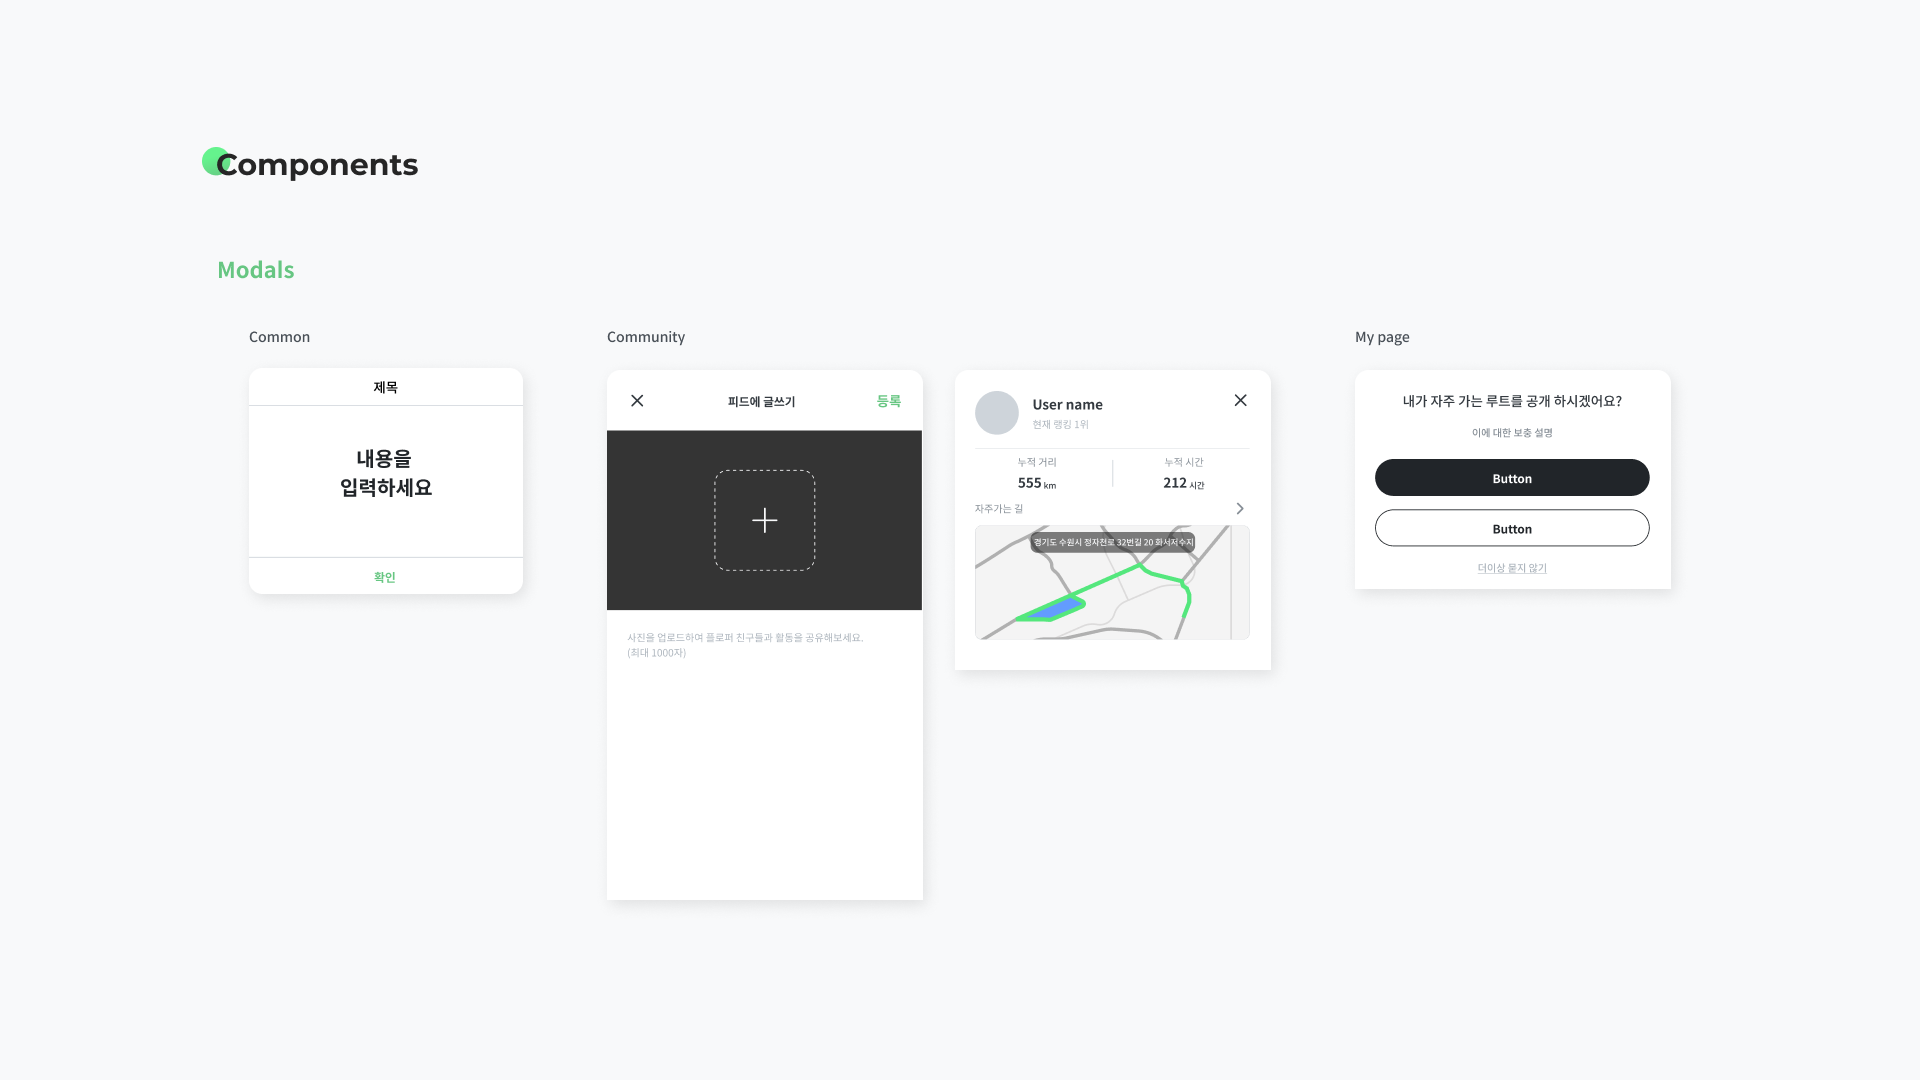 Components
Modals
Common
제목
내용을
입력하세요
확인
Community
피드에 글쓰기
등록
사진을 업로드하여 플로퍼 친구들과 활동을 공유해보세요.
(최대 1000자)
User name
현재 랭킹 1위
누적 거리
555 km
누적 시간
212 시간
자주가는 길
경기도 수원시 정자천로 32번길 20 화서저수지
My page
내가 자주 가는 루트를 공개 하시겠어요?
이에 대한 보충 설명
Button
Button
더이상 묻지 않기